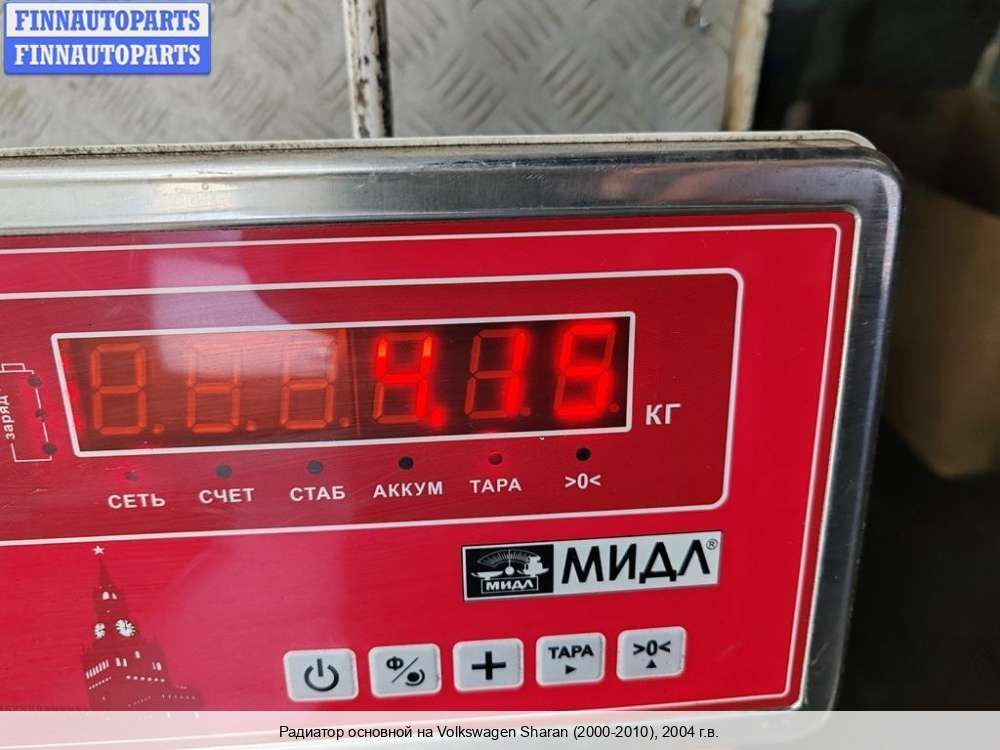 FINNAUTOPARTS
FINNAUTOPARTS
заряд
4.15
КГ
СЕТЬ СЧЕТ СТАБ АККУМ ТАРА >0<
МИДЛ
МИДЛ®
Ф ТАРА >0<
Радиатор основной на Volkswagen Sharan (2000-2010), 2004 г.в.